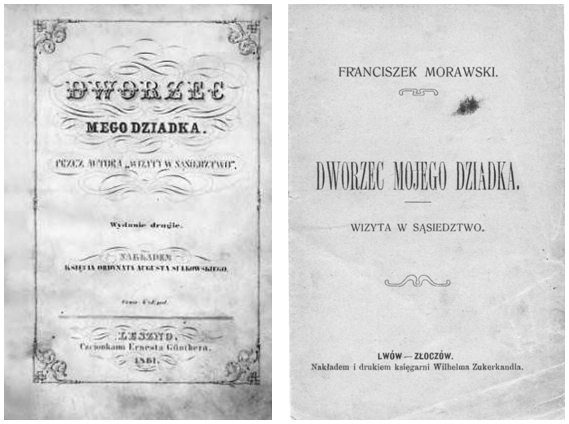 DWORZEC
MEGO DZIADKA.
PRZEZ AUTORA „WIZYTY W SĄSIEDZTWO".
Wydanie drugie.
NAKŁADEM
KSIĘCIA ORDYNATA AUGUSTA SUŁKOWSKIEGO.
LESZNO.
Czcionkami Ernesta Günthera.
1851.
FRANCISZEK MORAWSKI.
DWORZEC MOJEGO DZIADKA.
WIZYTA W SĄSIEDZTWO.
LWÓW — ZŁOCZÓW.
Nakładem i drukiem księgarni Wilhelma Zukerkandla.